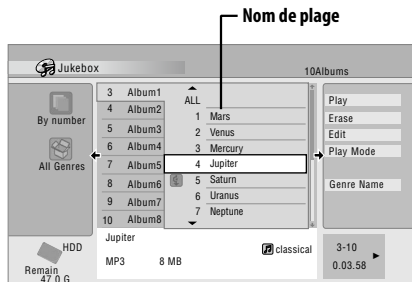 Nom de plage
Jukebox
10Albums
By number
All Genres
3 Album1
4 Album2
5 Album3
6 Album4
7 Album5
8 Album6
9 Album7
10 Album8
ALL
1 Mars
2 Venus
3 Mercury
4 Jupiter
5 Saturn
6 Uranus
7 Neptune
Play
Erase
Edit
Play Mode
Genre Name
HDD
Remain
47.0 G
Jupiter
classical
MP3 8 MB
3-10
0.03.58